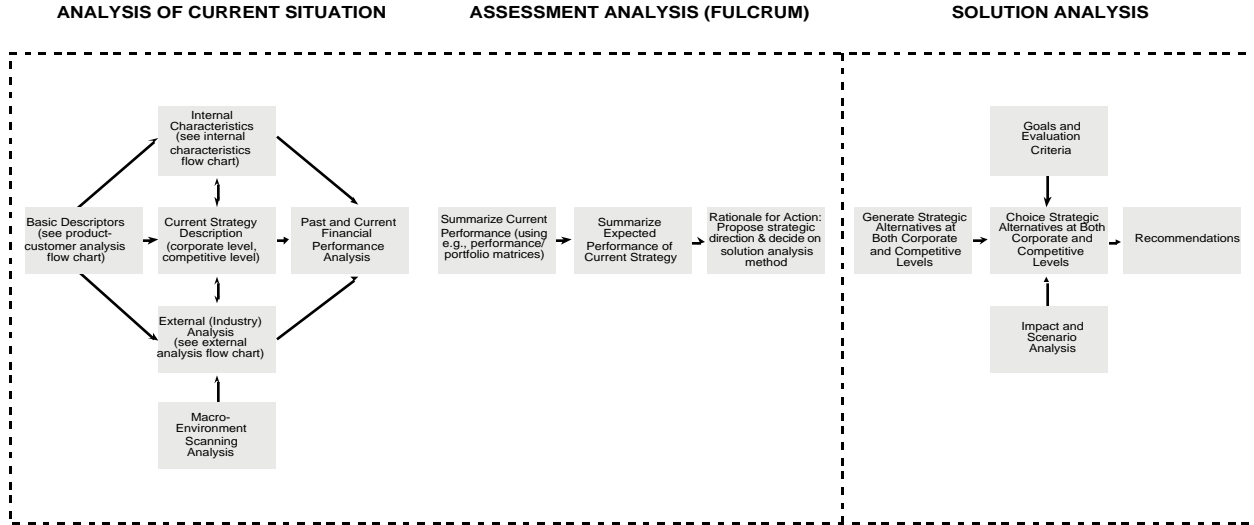 ANALYSIS OF CURRENT SITUATION
ASSESSMENT ANALYSIS (FULCRUM)
SOLUTION ANALYSIS
Internal
Characteristics
(see internal
characteristics
flow chart)
Basic Descriptors
(see product-
customer analysis
flow chart)
Current Strategy
Description
(corporate level,
competitive level)
Past and Current
Financial
Performance
Analysis
External (Industry)
Analysis
(see external
analysis flow chart)
Macro-
Environment
Scanning
Analysis
Summarize Current
Performance (using
e.g., performance/
portfolio matrices)
Summarize
Expected
Performance of
Current Strategy
Rationale for Action:
Propose strategic
direction & decide on
solution analysis
method
Goals and
Evaluation
Criteria
Generate Strategic
Alternatives at
Both Corporate
and Competitive
Levels
Choice Strategic
Alternatives at Both
Corporate and
Competitive
Levels
Recommendations
Impact and
Scenario
Analysis